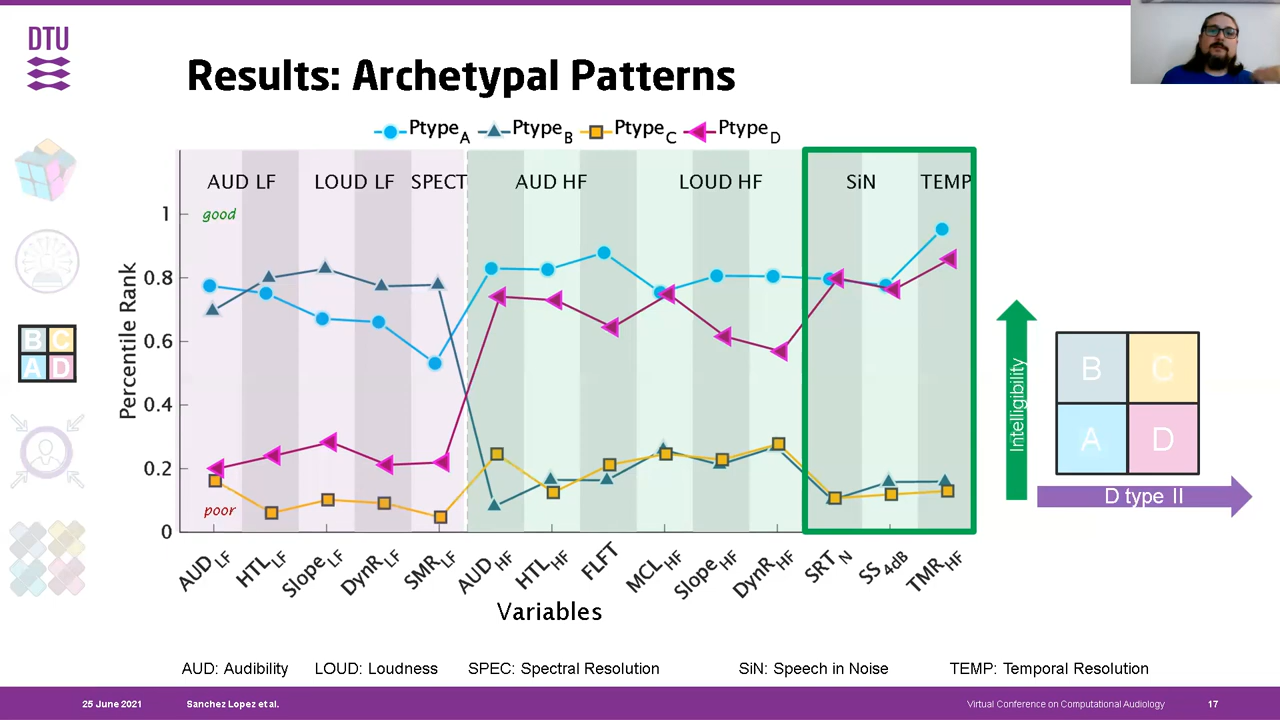 DTU
Results: Archetypal Patterns
PtypeA PtypeB PtypeC PtypeD
AUD LF LOUD LF SPECT AUD HF LOUD HF SiN TEMP
good
poor
1
0.8
0.6
0.4
0.2
0
Percentile Rank
AUDLF HTLLF SlopeLF DynRLF SMRLF AUDHF HTLHF FLFT MCLHF SlopeHF DynRHF SRTN SS4dB TMRHF
Variables
B C
A D
Intelligibility
B C
A D
D type II
AUD: Audibility LOUD: Loudness SPEC: Spectral Resolution SiN: Speech in Noise TEMP: Temporal Resolution
25 June 2021 Sanchez Lopez et al. Virtual Conference on Computational Audiology 17